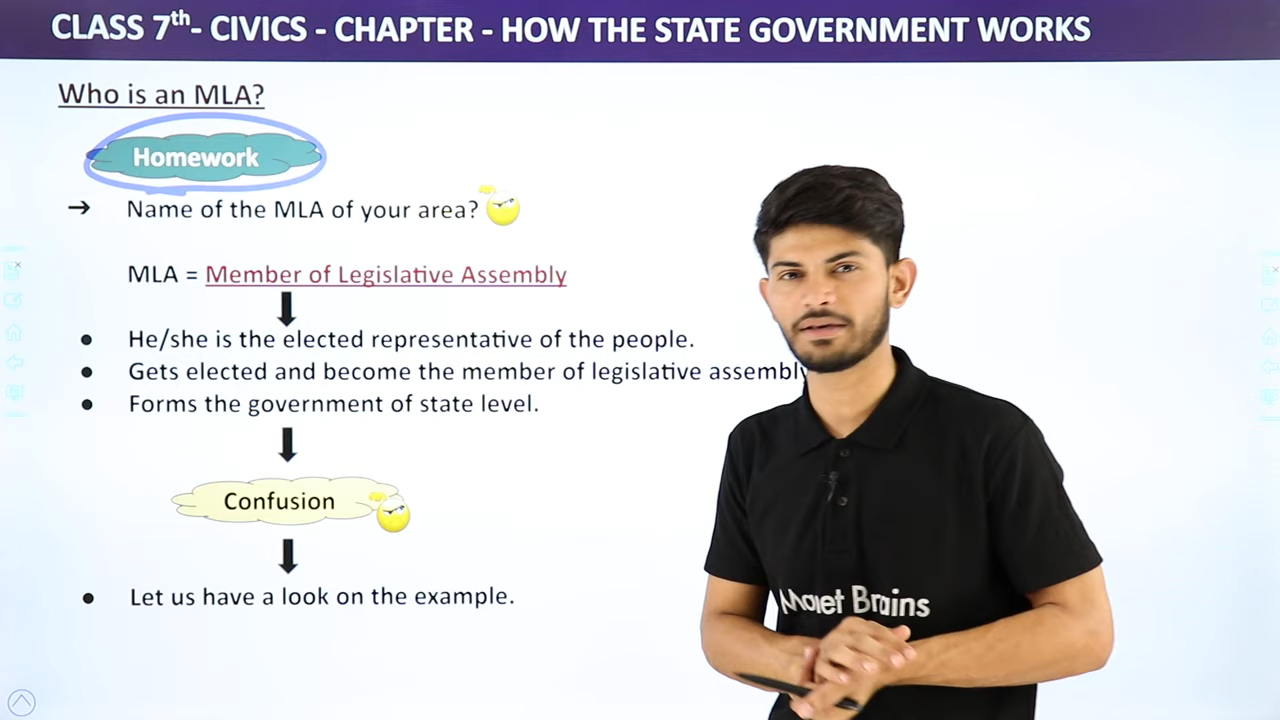 CLASS 7th- CIVICS - CHAPTER - HOW THE STATE GOVERNMENT WORKS
Who is an MLA?
Homework
→ Name of the MLA of your area?
MLA = Member of Legislative Assembly
● He/she is the elected representative of the people.
● Gets elected and become the member of legislative assembly
● Forms the government of state level.
Confusion
● Let us have a look on the example.
Magnet Brains